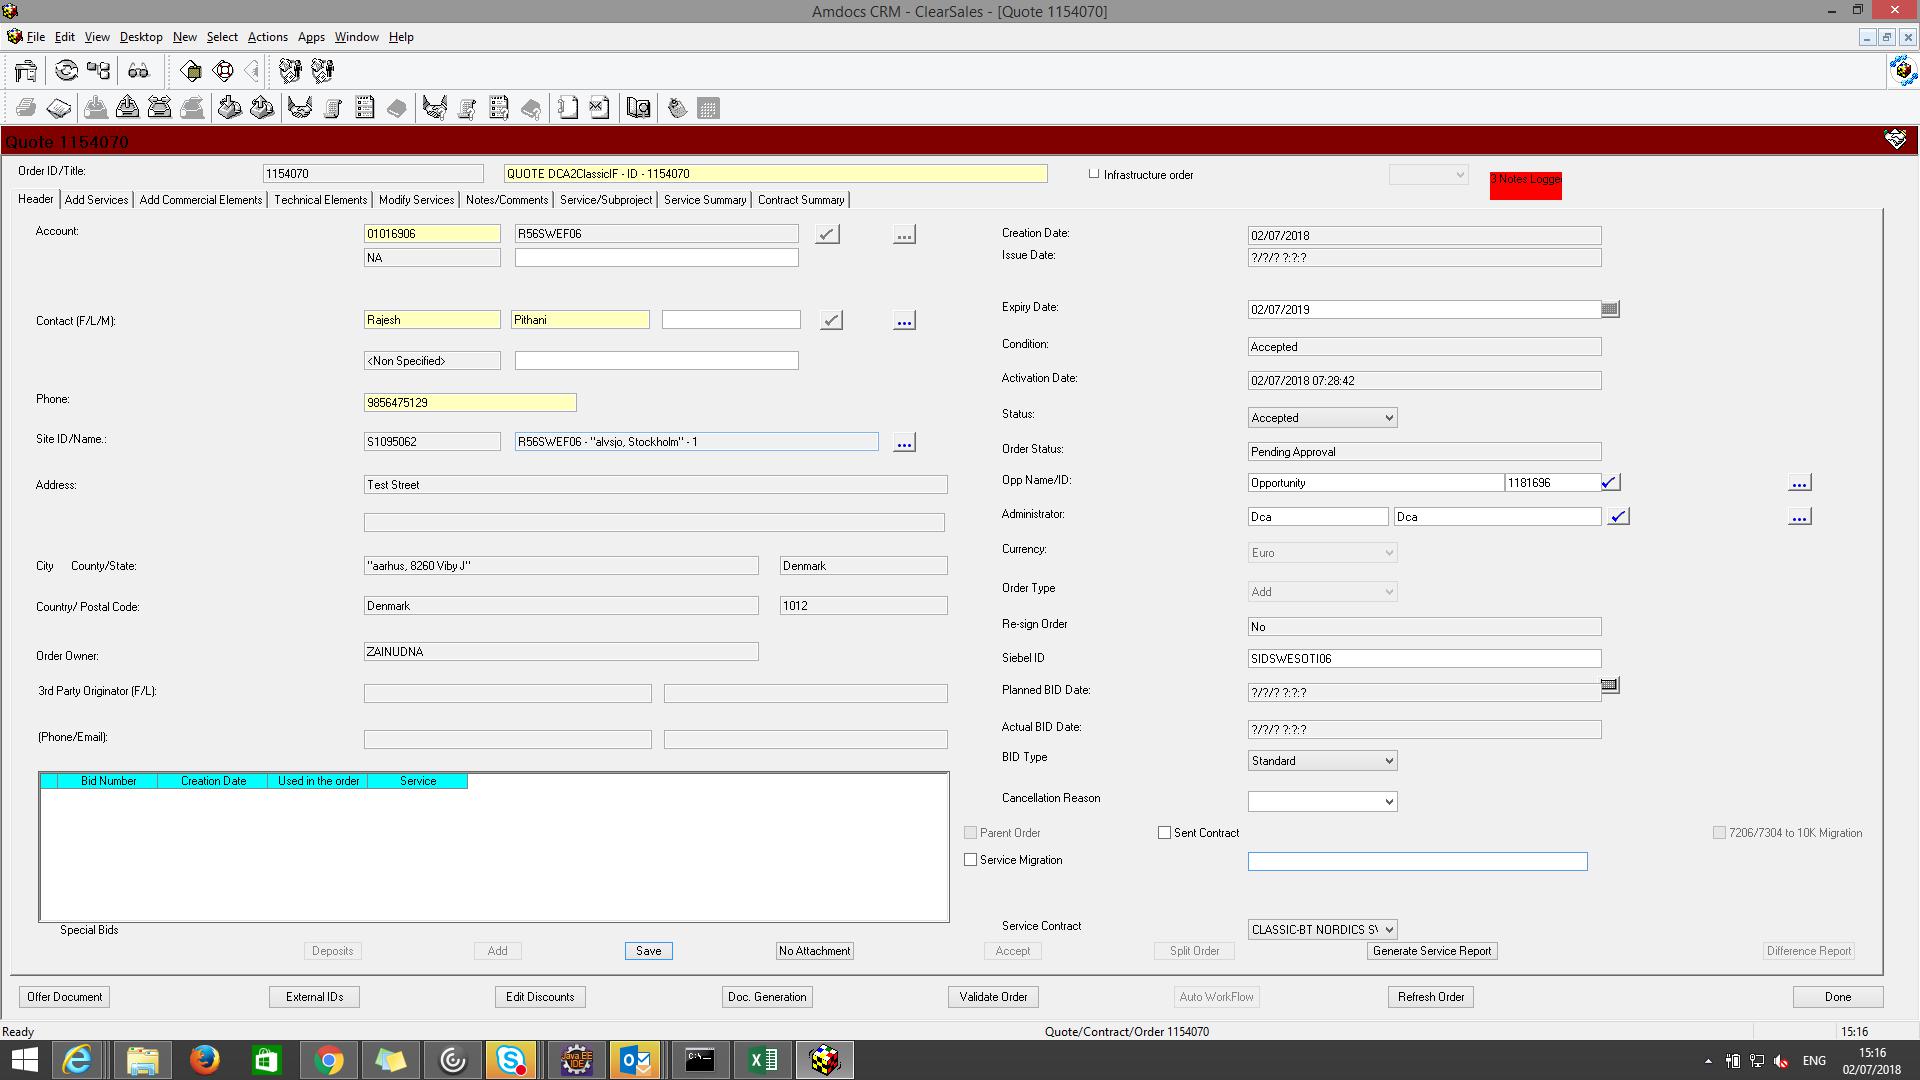 Amdocs CRM - ClearSales - [Quote 1154070]
File Edit View Desktop New Select Actions Apps Window Help
Quote 1154070
Order ID/Title: 1154070 QUOTE DCA2ClassicIF - ID - 1154070 Infrastructure order 3 Notes Logge
Header Add Services Add Commercial Elements Technical Elements Modify Services Notes/Comments Service/Subproject Service Summary Contract Summary
Account: 01016906 R56SWEF06 ...
NA
Contact (F/L/M): Rajesh Pithani ...
<Non Specified>
Phone: 9856475129
Site ID/Name.: S1095062 R56SWEF06 - "alvsjo, Stockholm" - 1 ...
Address: Test Street
City County/State: "aarhus, 8260 Viby J" Denmark
Country/ Postal Code: Denmark 1012
Order Owner: ZAINUDNA
3rd Party Originator (F/L):
(Phone/Email):
Bid Number Creation Date Used in the order Service
Special Bids
Creation Date: 02/07/2018
Issue Date: ?/?/? ?:?:?
Expiry Date: 02/07/2019
Condition: Accepted
Activation Date: 02/07/2018 07:28:42
Status: Accepted
Order Status: Pending Approval
Opp Name/ID: Opportunity 1181696 ...
Administrator: Dca Dca ...
Currency: Euro
Order Type Add
Re-sign Order No
Siebel ID SIDSWESOTI06
Planned BID Date: ?/?/? ?:?:?
Actual BID Date: ?/?/? ?:?:?
BID Type Standard
Cancellation Reason
Parent Order Sent Contract 7206/7304 to 10K Migration
Service Migration
Service Contract CLASSIC-BT NORDICS SV
Deposits Add Save No Attachment Accept Split Order Generate Service Report Difference Report
Offer Document External IDs Edit Discounts Doc. Generation Validate Order Auto WorkFlow Refresh Order Done
Ready Quote/Contract/Order 1154070 15:16
ENG 15:16
02/07/2018